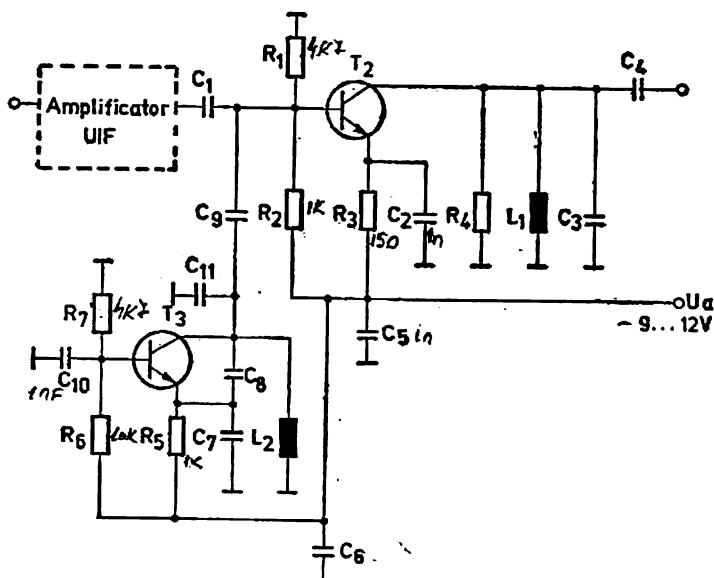 R1 4K7
T2
C1
C4
Amplificator
UIF
C9
R2 1K
R3 150
C2 1n
R4
L1
C3
C11
R7 4K7
T3
Ua
-9...12V
C5 1n
C10
1nF
C8
R6 10K
R5 1K
C7
L2
C6